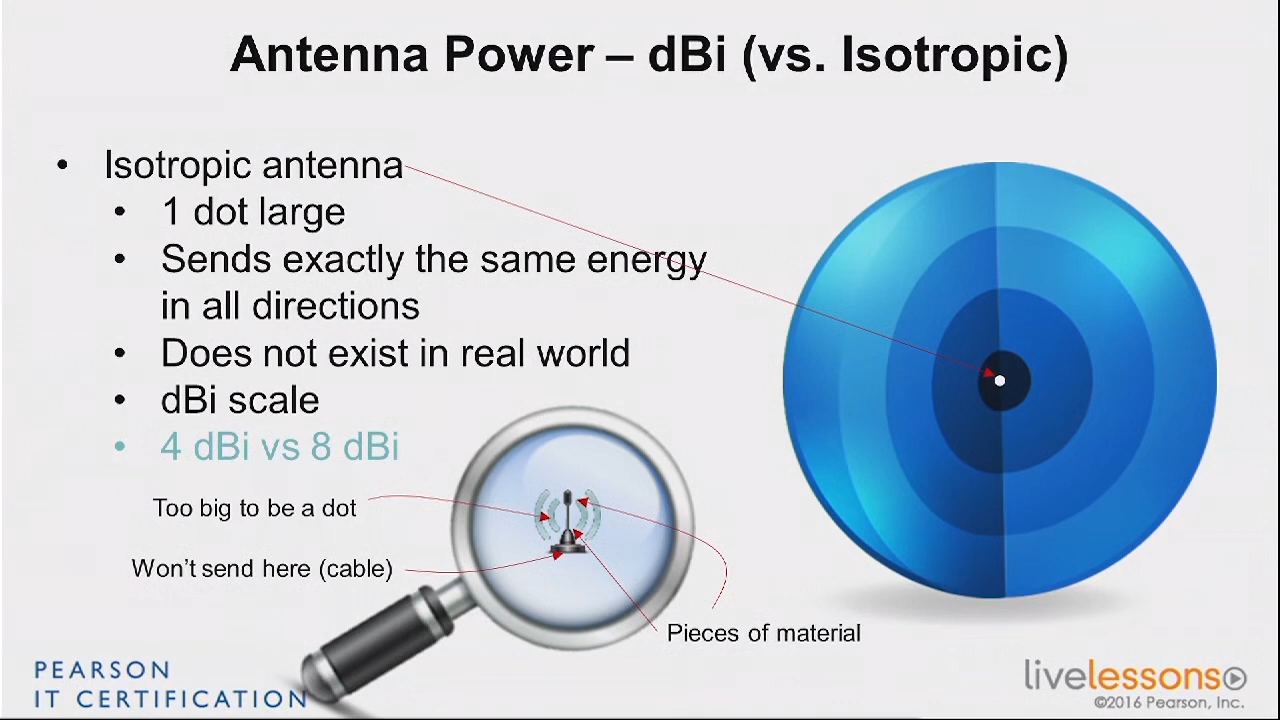 Antenna Power – dBi (vs. Isotropic)
• Isotropic antenna
• 1 dot large
• Sends exactly the same energy
in all directions
• Does not exist in real world
• dBi scale
• 4 dBi vs 8 dBi
Too big to be a dot
Won't send here (cable)
Pieces of material
PEARSON
IT CERTIFICATION
livelessons
©2016 Pearson, Inc.